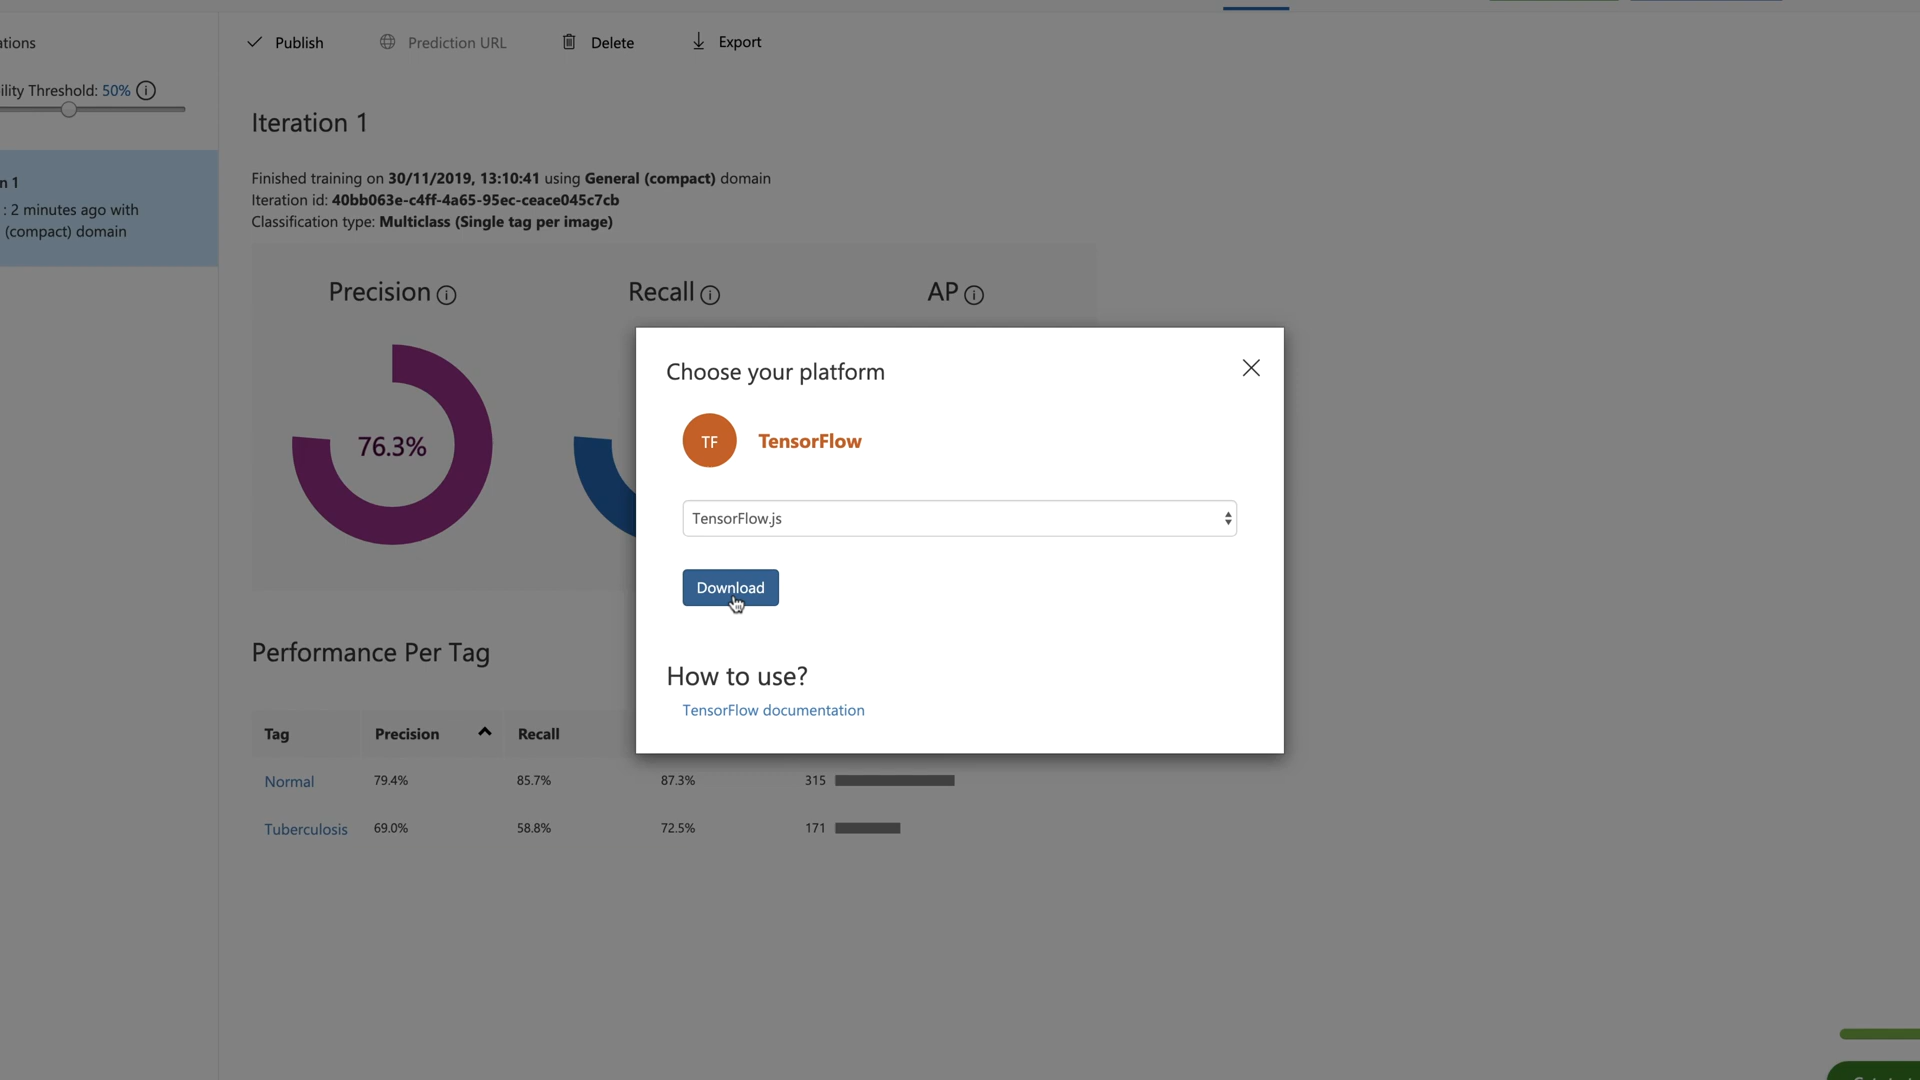 ations
Publish
Prediction URL
Delete
Export
ility Threshold: 50%
Iteration 1
n 1
: 2 minutes ago with
(compact) domain
Finished training on 30/11/2019, 13:10:41 using General (compact) domain
Iteration id: 40bb063e-c4ff-4a65-95ec-ceace045c7cb
Classification type: Multiclass (Single tag per image)
Precision
Recall
AP
76.3%
Choose your platform
TF
TensorFlow
TensorFlow.js
Download
How to use?
TensorFlow documentation
Performance Per Tag
Tag Precision Recall
Normal 79.4% 85.7% 87.3% 315
Tuberculosis 69.0% 58.8% 72.5% 171